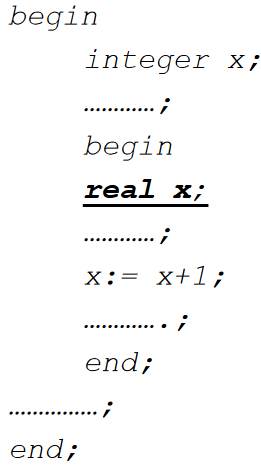 begin
integer x;
…………;
begin
real x;
…………;
x:= x+1;
………….;
end;
……………;
end;